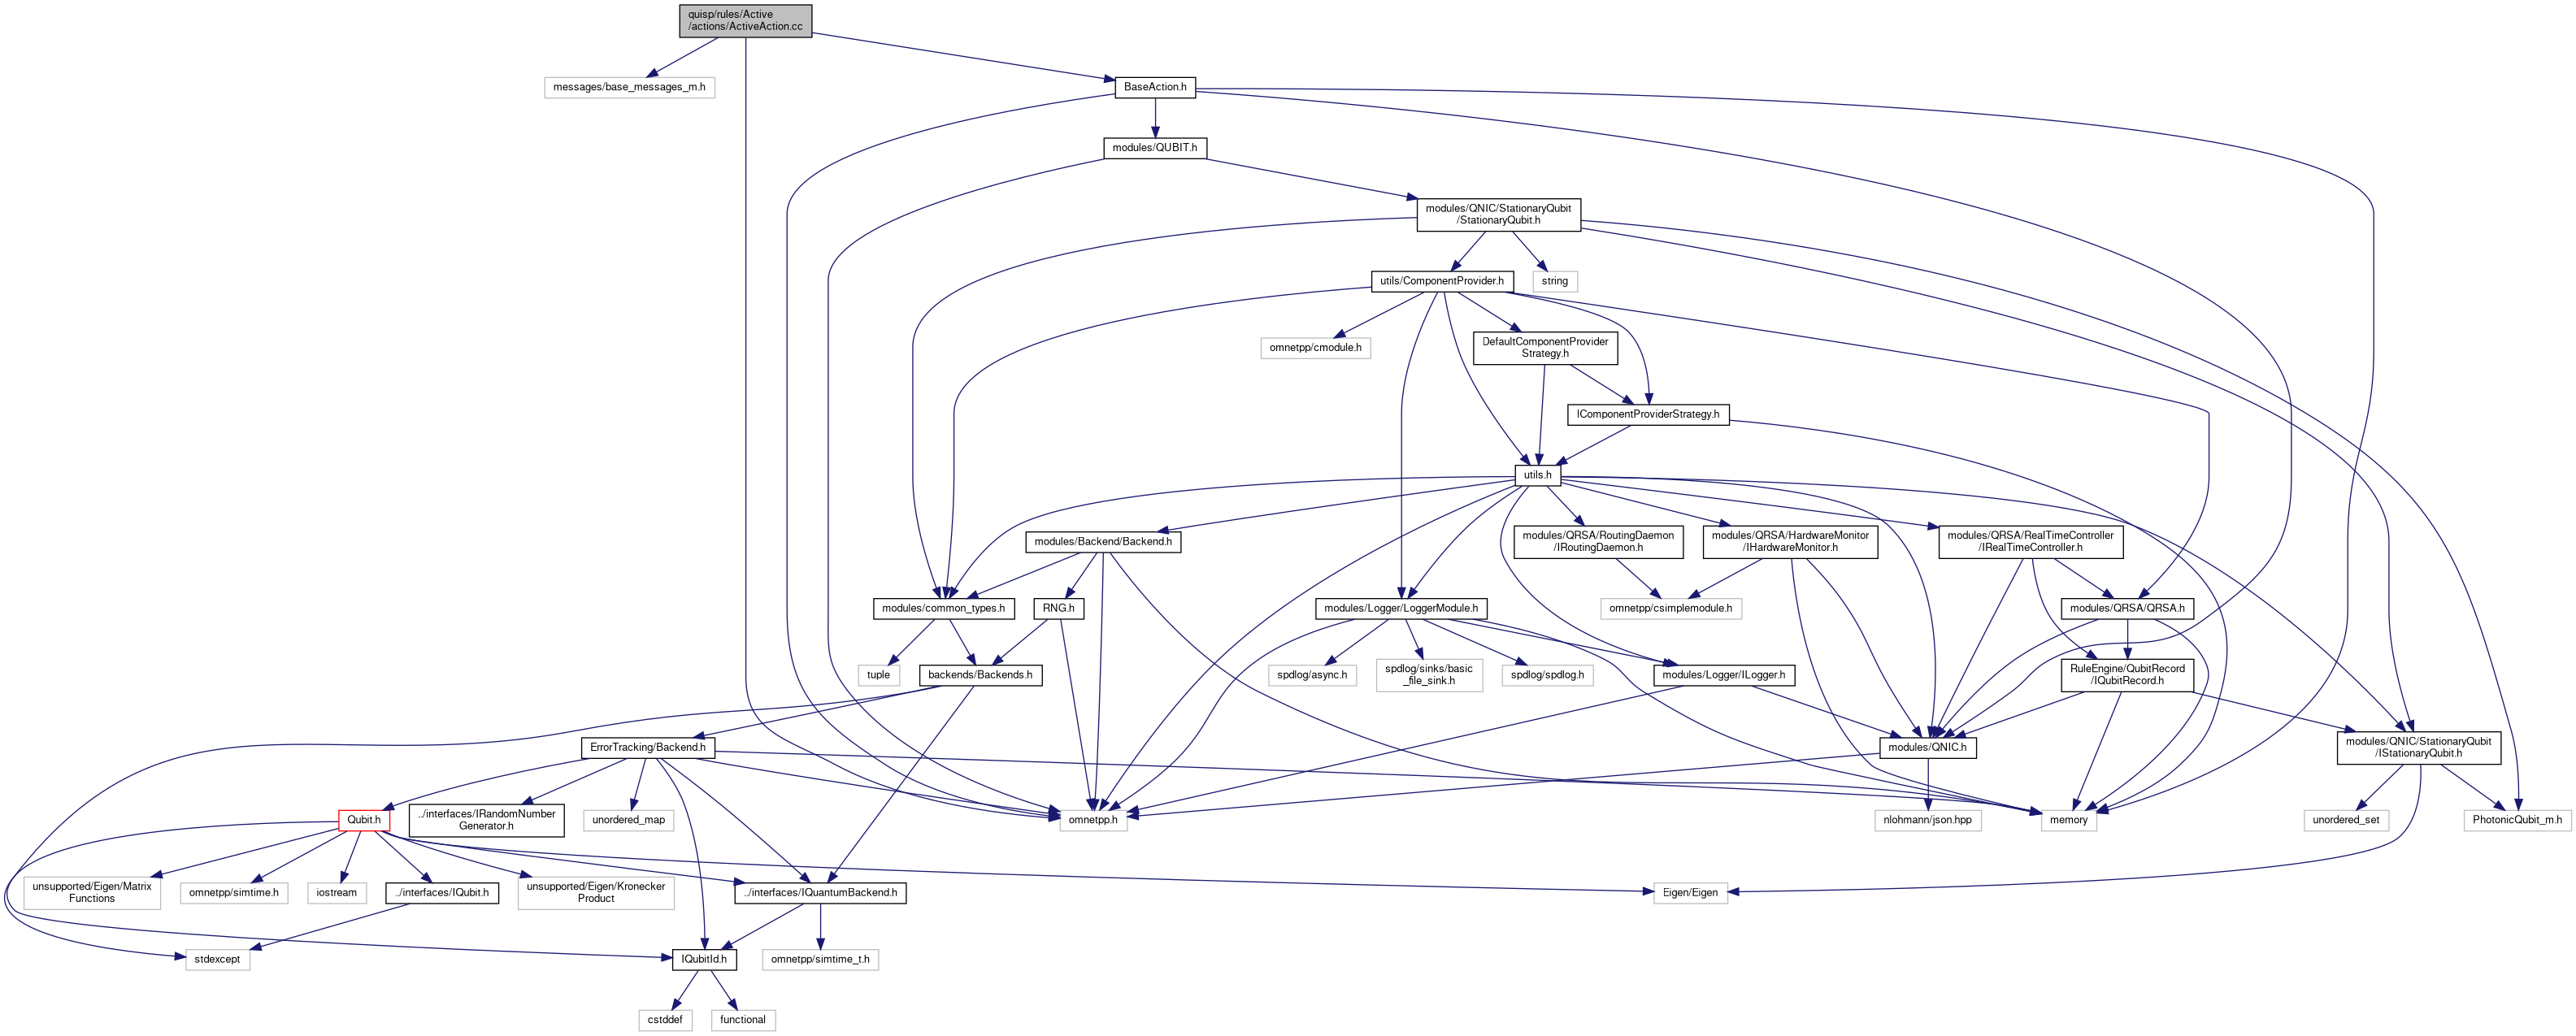 quisp/rules/Active
/actions/ActiveAction.cc
messages/base_messages_m.h
BaseAction.h
modules/QUBIT.h
modules/QNIC/StationaryQubit
/StationaryQubit.h
utils/ComponentProvider.h
string
omnetpp/cmodule.h
DefaultComponentProvider
Strategy.h
IComponentProviderStrategy.h
utils.h
modules/Backend/Backend.h
modules/QRSA/RoutingDaemon
/IRoutingDaemon.h
modules/QRSA/HardwareMonitor
/IHardwareMonitor.h
modules/QRSA/RealTimeController
/IRealTimeController.h
modules/common_types.h
RNG.h
modules/Logger/LoggerModule.h
omnetpp/csimplemodule.h
modules/QRSA/QRSA.h
tuple
backends/Backends.h
spdlog/async.h
spdlog/sinks/basic
_file_sink.h
spdlog/spdlog.h
modules/Logger/ILogger.h
RuleEngine/QubitRecord
/IQubitRecord.h
ErrorTracking/Backend.h
modules/QNIC.h
modules/QNIC/StationaryQubit
/IStationaryQubit.h
Qubit.h
../interfaces/IRandomNumber
Generator.h
unordered_map
omnetpp.h
nlohmann/json.hpp
memory
unordered_set
PhotonicQubit_m.h
unsupported/Eigen/Matrix
Functions
omnetpp/simtime.h
iostream
../interfaces/IQubit.h
unsupported/Eigen/Kronecker
Product
../interfaces/IQuantumBackend.h
Eigen/Eigen
stdexcept
IQubitId.h
omnetpp/simtime_t.h
cstddef
functional